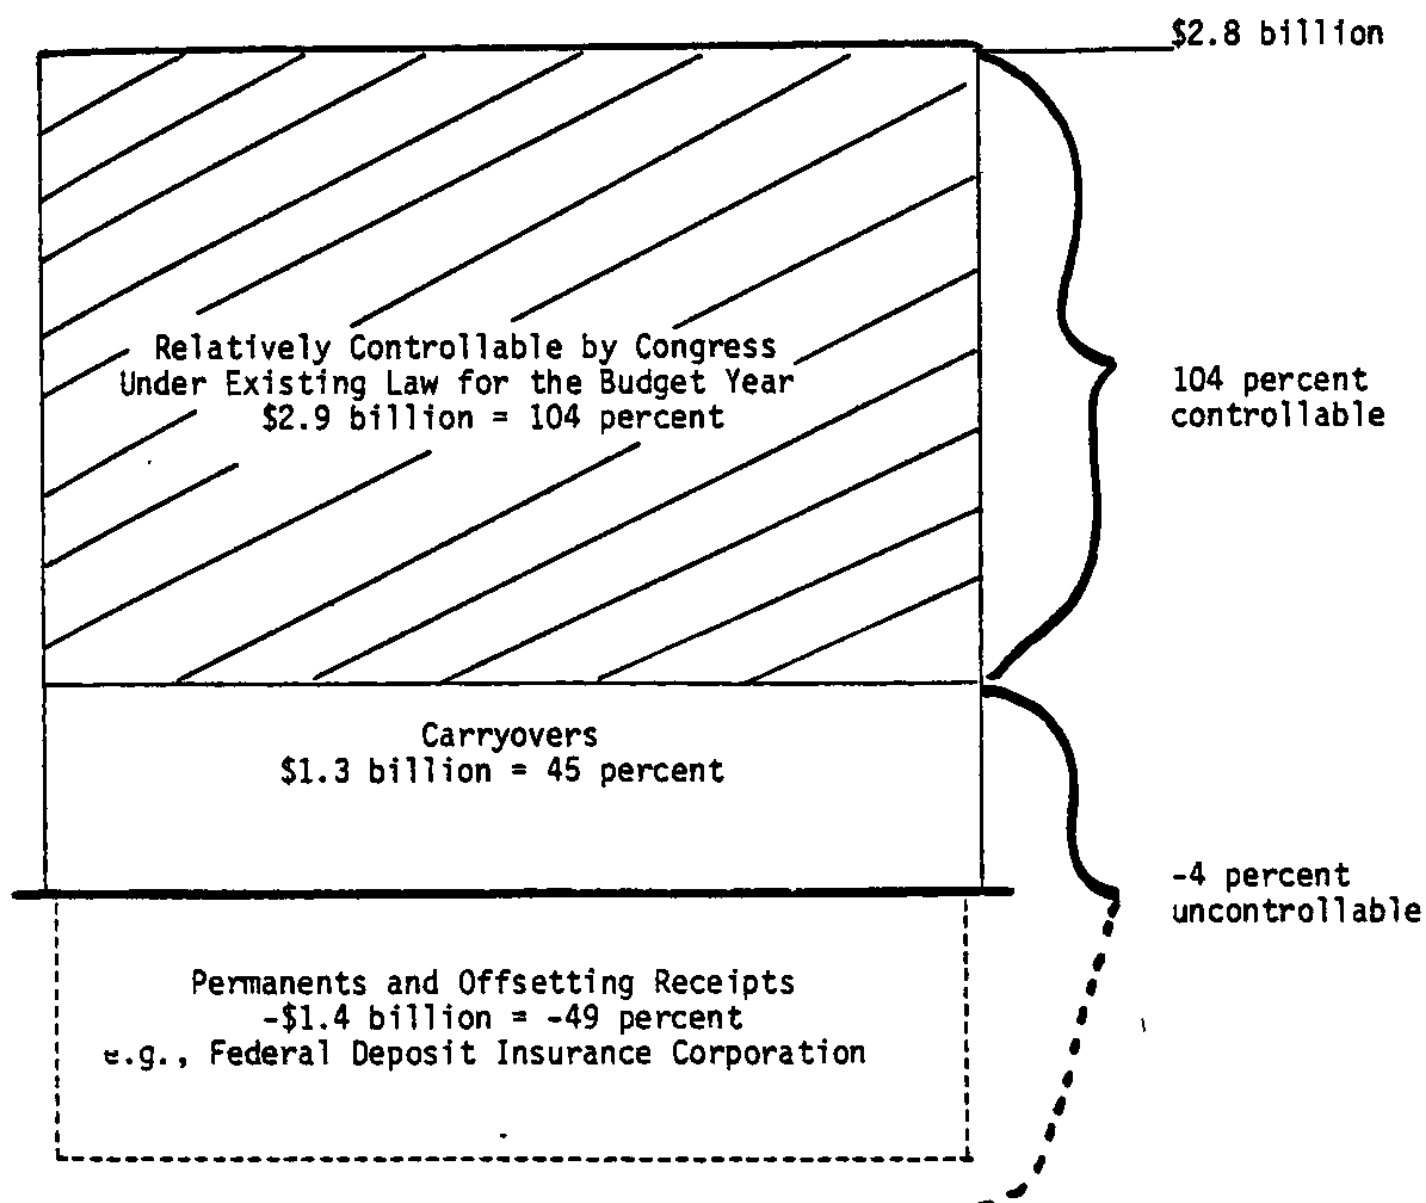 $2.8 billion
Relatively Controllable by Congress
Under Existing Law for the Budget Year
$2.9 billion = 104 percent
104 percent
controllable
Carryovers
$1.3 billion = 45 percent
-4 percent
uncontrollable
Permanents and Offsetting Receipts
-$1.4 billion = -49 percent
e.g., Federal Deposit Insurance Corporation